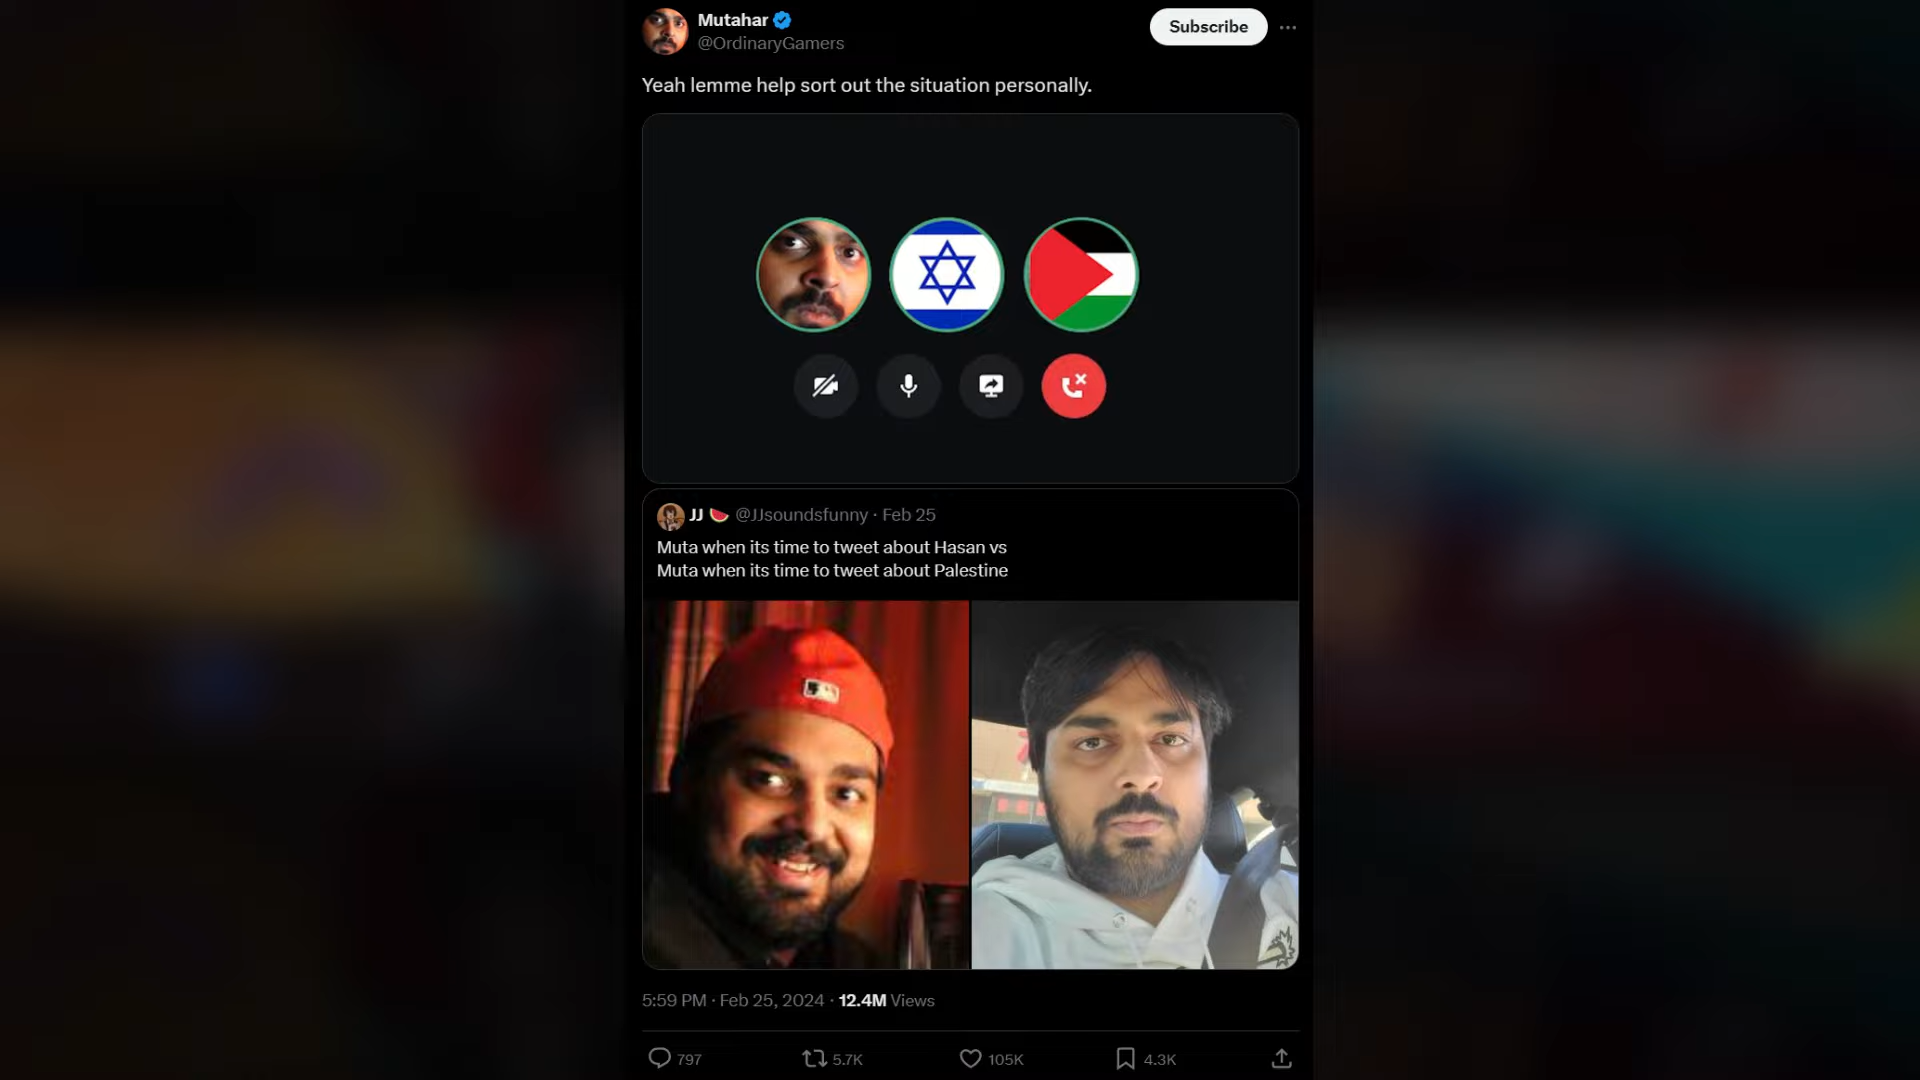 Mutahar
@OrdinaryGamers
Subscribe
Yeah lemme help sort out the situation personally.
JJ 🍉 @JJsoundsfunny · Feb 25
Muta when its time to tweet about Hasan vs
Muta when its time to tweet about Palestine
5:59 PM · Feb 25, 2024 · 12.4M Views
797 5.7K 105K 4.3K